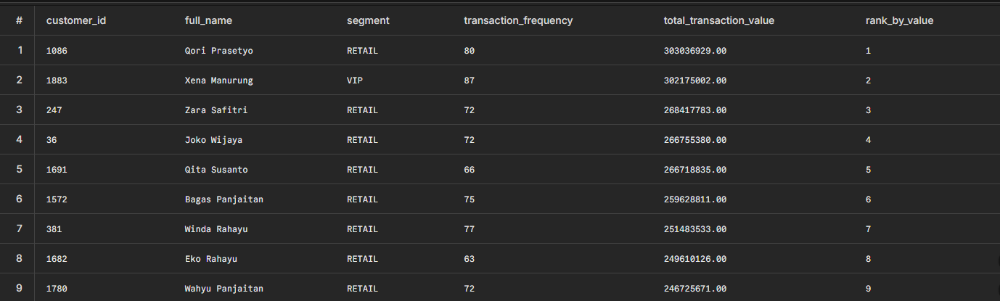 # customer_id full_name segment transaction_frequency total_transaction_value rank_by_value
1 1086 Qori Prasetyo RETAIL 80 303036929.00 1
2 1883 Xena Manurung VIP 87 302175002.00 2
3 247 Zara Safitri RETAIL 72 268417783.00 3
4 36 Joko Wijaya RETAIL 72 266755380.00 4
5 1691 Qita Susanto RETAIL 66 266718835.00 5
6 1572 Bagas Panjaitan RETAIL 75 259628811.00 6
7 381 Winda Rahayu RETAIL 77 251483533.00 7
8 1682 Eko Rahayu RETAIL 63 249610126.00 8
9 1780 Wahyu Panjaitan RETAIL 72 246725671.00 9